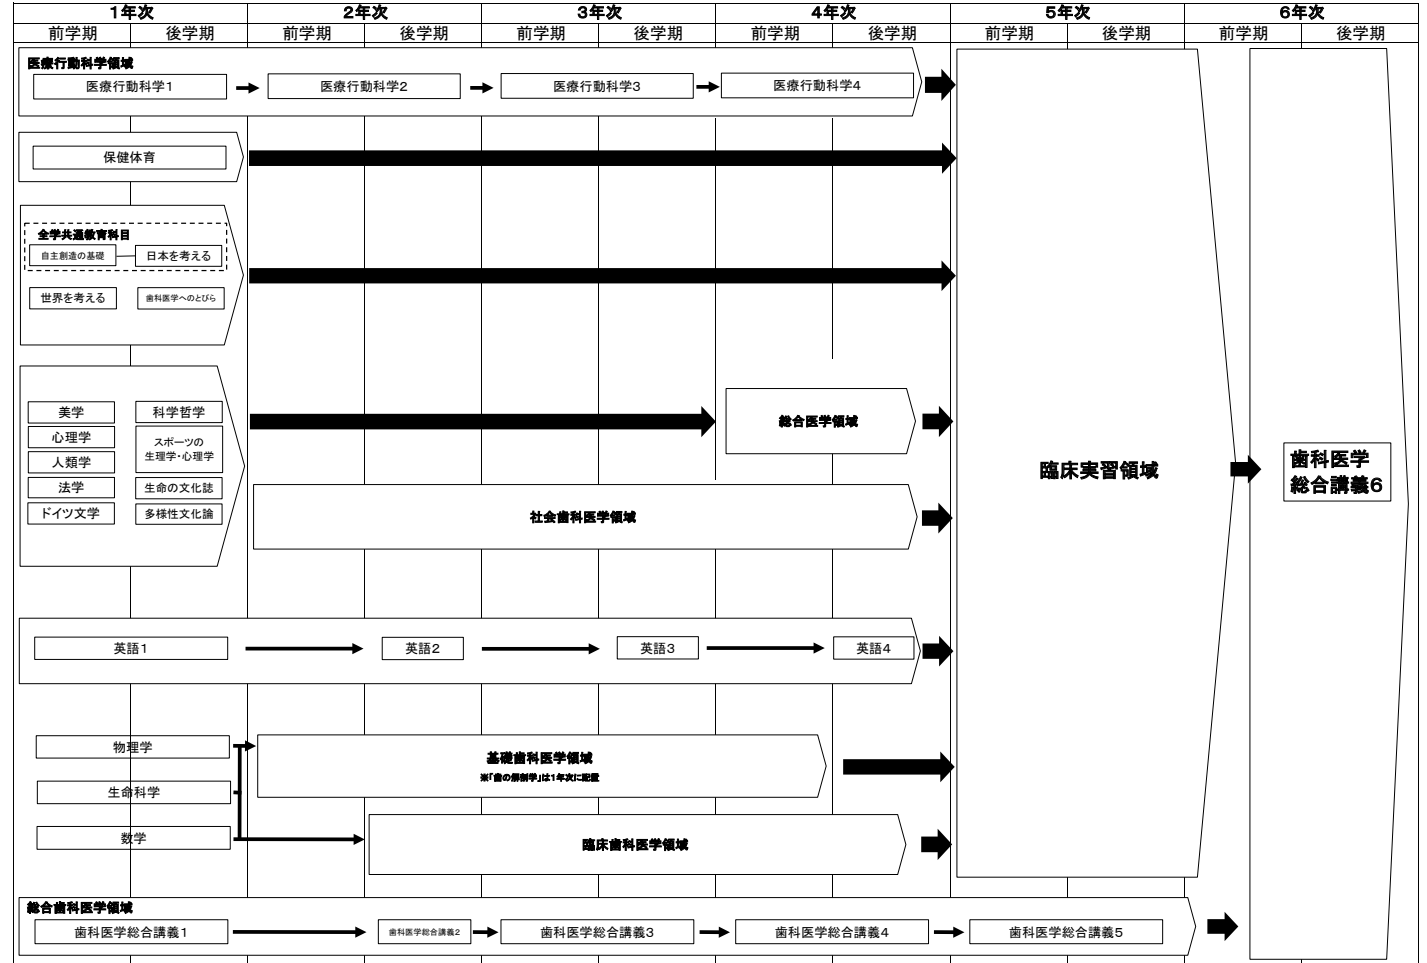 1年次 2年次 3年次 4年次 5年次 6年次
前学期 後学期 前学期 後学期 前学期 後学期 前学期 後学期 前学期 後学期 前学期 後学期
医療行動科学領域
医療行動科学1 医療行動科学2 医療行動科学3 医療行動科学4
保健体育
全学共通教育科目
自主創造の基礎 日本を考える
世界を考える 歯科医学へのとびら
美学 科学哲学
心理学
スポーツの
生理学・心理学
人類学
法学 生命の文化誌
ドイツ文学 多様性文化論
総合医学領域
社会歯科医学領域
臨床実習領域
歯科医学
総合講義6
英語1 英語2 英語3 英語4
物理学
生命科学
数学
基礎歯科医学領域
※「歯の解剖学」は1年次に配置
臨床歯科医学領域
総合歯科医学領域
歯科医学総合講義1 歯科医学総合講義2 歯科医学総合講義3 歯科医学総合講義4 歯科医学総合講義5